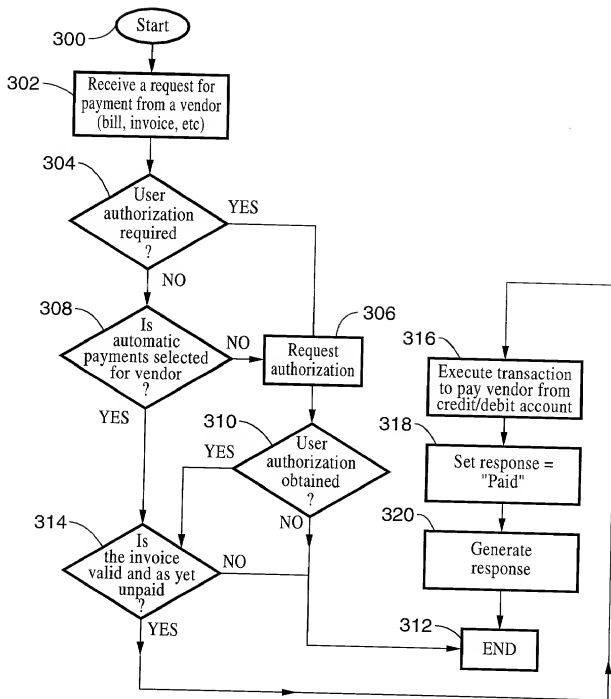 300
Start
302
Receive a request for
payment from a vendor
(bill, invoice, etc)
304
User
authorization
required
?
YES
NO
308
Is
automatic
payments selected
for vendor
?
NO
YES
306
Request
authorization
310
User
authorization
obtained
?
YES
NO
314
Is
the invoice
valid and as yet
unpaid
?
NO
YES
316
Execute transaction
to pay vendor from
credit/debit account
318
Set response =
"Paid"
320
Generate
response
312
END